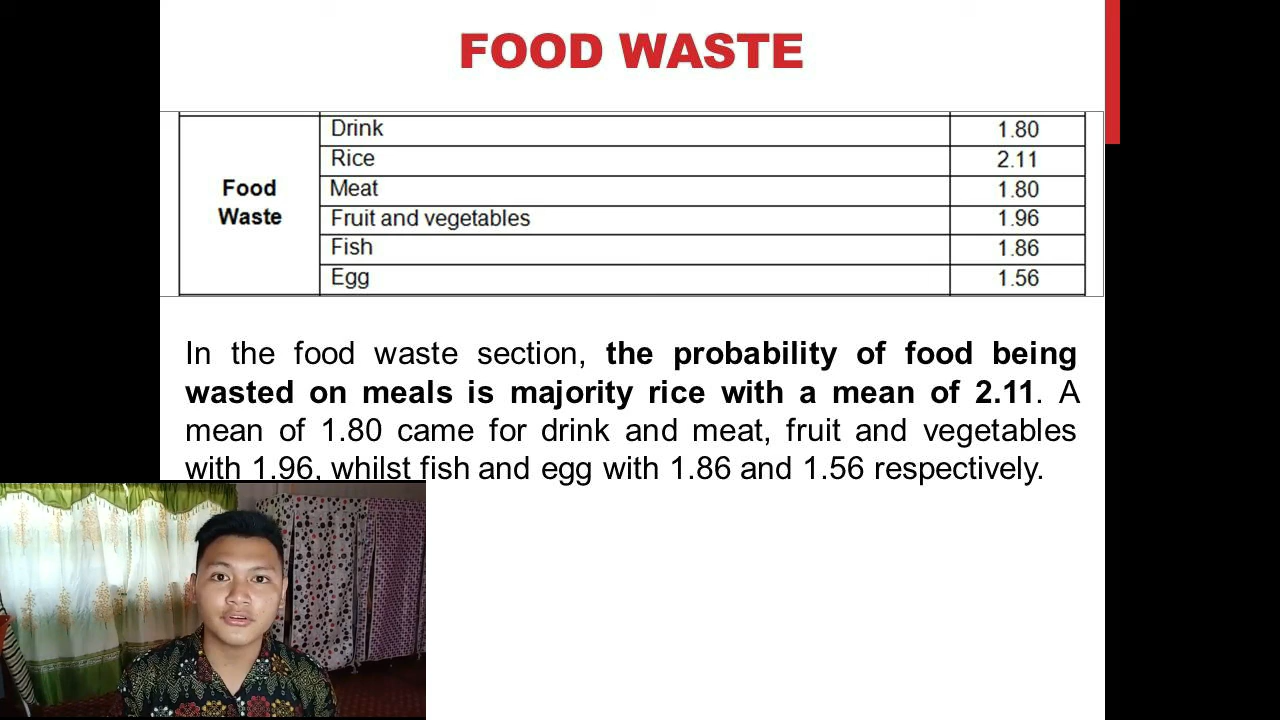 FOOD WASTE
Food
Waste
Drink 1.80
Rice 2.11
Meat 1.80
Fruit and vegetables 1.96
Fish 1.86
Egg 1.56
In the food waste section, the probability of food being
wasted on meals is majority rice with a mean of 2.11. A
mean of 1.80 came for drink and meat, fruit and vegetables
with 1.96, whilst fish and egg with 1.86 and 1.56 respectively.